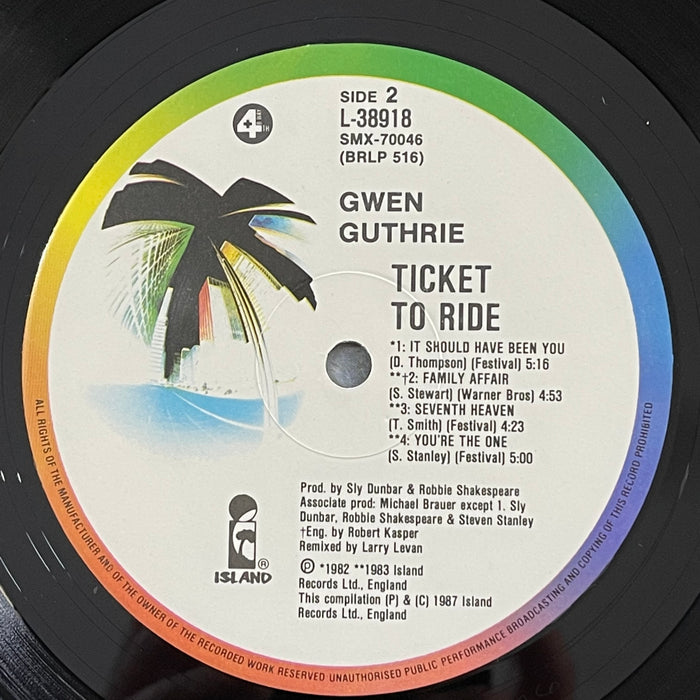 SIDE 2
4TH
L-38918
SMX-70046
(BRLP 516)
GWEN
GUTHRIE
TICKET
TO RIDE
*1: IT SHOULD HAVE BEEN YOU
(D. Thompson) (Festival) 5:16
**†2: FAMILY AFFAIR
(S. Stewart) (Warner Bros) 4:53
**3: SEVENTH HEAVEN
(T. Smith) (Festival) 4:23
**4: YOU'RE THE ONE
(S. Stanley) (Festival) 5:00
Prod. by Sly Dunbar & Robbie Shakespeare
Associate prod: Michael Brauer except 1. Sly
Dunbar, Robbie Shakespeare & Steven Stanley
†Eng. by Robert Kasper
Remixed by Larry Levan
Ⓟ *1982 **1983 Island
Records Ltd., England
This compilation (P) & (C) 1987 Island
Records Ltd., England
ISLAND®
ALL RIGHTS OF THE MANUFACTURER AND OF THE OWNER OF THE RECORDED WORK RESERVED UNAUTHORISED PUBLIC PERFORMANCE BROADCASTING AND COPYING OF THIS RECORD PROHIBITED